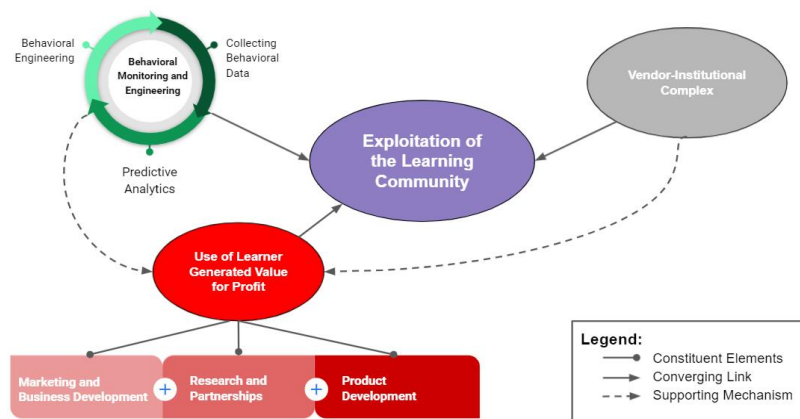 Behavioral
Engineering
Behavioral
Monitoring and
Engineering
Collecting
Behavioral
Data
Predictive
Analytics
Exploitation of
the Learning
Community
Vendor-Institutional
Complex
Use of Learner
Generated Value
for Profit
Marketing and
Business Development
+
Research and
Partnerships
+
Product
Development
Legend:
Constituent Elements
Converging Link
Supporting Mechanism